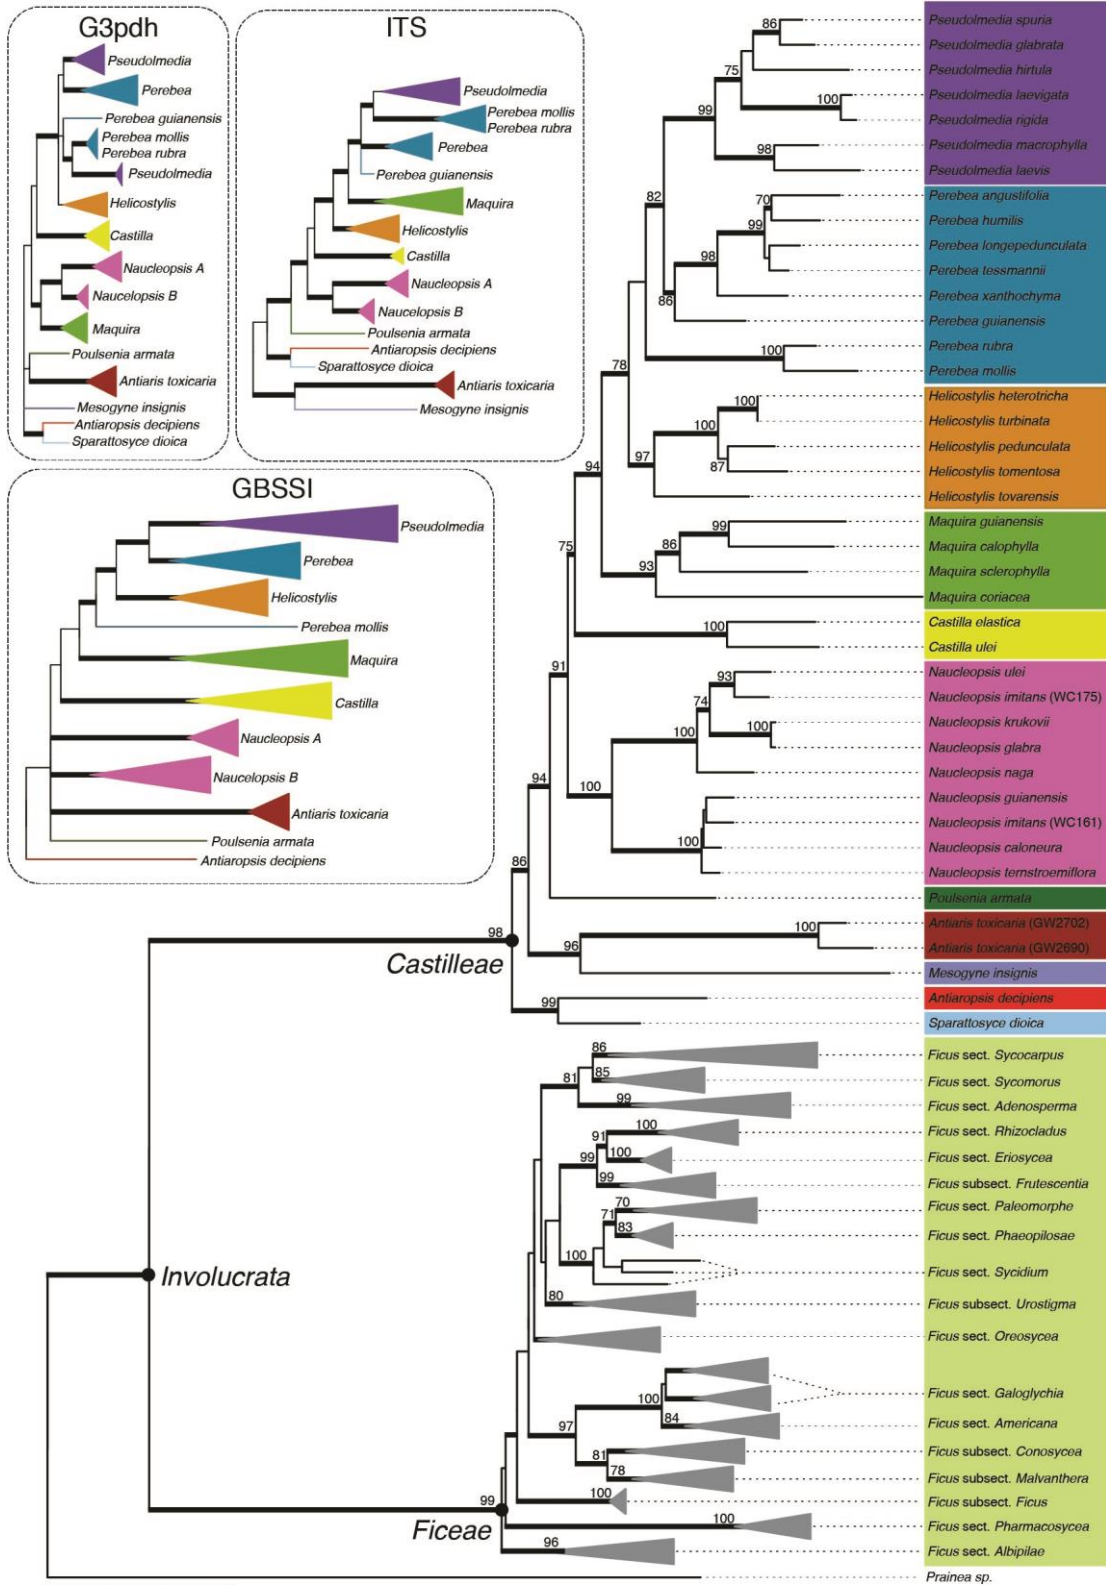 G3pdh
Pseudolmedia
Perebea
Perebea guianensis
Perebea mollis
Perebea rubra
Pseudolmedia
Helicostylis
Castilla
Naucleopsis A
Naucelopsis B
Maquira
Poulsenia armata
Antiaris toxicaria
Mesogyne insignis
Antiaropsis decipiens
Sparattosyce dioica
ITS
Pseudolmedia
Perebea mollis
Perebea rubra
Perebea
Perebea guianensis
Maquira
Helicostylis
Castilla
Naucleopsis A
Naucelopsis B
Poulsenia armata
Antiaropsis decipiens
Sparattosyce dioica
Antiaris toxicaria
Mesogyne insignis
GBSSI
Pseudolmedia
Perebea
Helicostylis
Perebea mollis
Maquira
Castilla
Naucleopsis A
Naucelopsis B
Antiaris toxicaria
Poulsenia armata
Antiaropsis decipiens
86 Pseudolmedia spuria
Pseudolmedia glabrata
75 Pseudolmedia hirtula
100 Pseudolmedia laevigata
99 Pseudolmedia rigida
98 Pseudolmedia macrophylla
Pseudolmedia laevis
82 70 Perebea angustifolia
99 Perebea humilis
Perebea longepedunculata
98 Perebea tessmannii
86 Perebea xanthochyma
Perebea guianensis
100 Perebea rubra
78 Perebea mollis
100 Helicostylis heterotricha
100 Helicostylis turbinata
97 87 Helicostylis pedunculata
94 Helicostylis tomentosa
Helicostylis tovarensis
99 Maquira guianensis
75 86 Maquira calophylla
93 Maquira sclerophylla
Maquira coriacea
100 Castilla elastica
Castilla ulei
91 93 Naucleopsis ulei
74 Naucleopsis imitans (WC175)
100 100 Naucleopsis krukovii
Naucleopsis glabra
94 100 Naucleopsis naga
Naucleopsis guianensis
Naucleopsis imitans (WC161)
86 100 Naucleopsis caloneura
Naucleopsis ternstroemiflora
Poulsenia armata
98 100 Antiaris toxicaria (GW2702)
Castilleae 96 Antiaris toxicaria (GW2690)
Mesogyne insignis
99 Antiaropsis decipiens
Sparattosyce dioica
86 Ficus sect. Sycocarpus
81 85 Ficus sect. Sycomorus
99 Ficus sect. Adenosperma
91 100 Ficus sect. Rhizocladus
99 100 Ficus sect. Eriosycea
99 Ficus subsect. Frutescentia
71 70 Ficus sect. Paleomorphe
83 Ficus sect. Phaeopilosae
100 Ficus sect. Sycidium
Involucrata
80 Ficus subsect. Urostigma
Ficus sect. Oreosycea
100 Ficus sect. Galoglychia
97 84 Ficus sect. Americana
81 Ficus subsect. Conosycea
78 Ficus subsect. Malvanthera
99 100 Ficus subsect. Ficus
Ficeae 100 Ficus sect. Pharmacosycea
96 Ficus sect. Albipilae
Prainea sp.